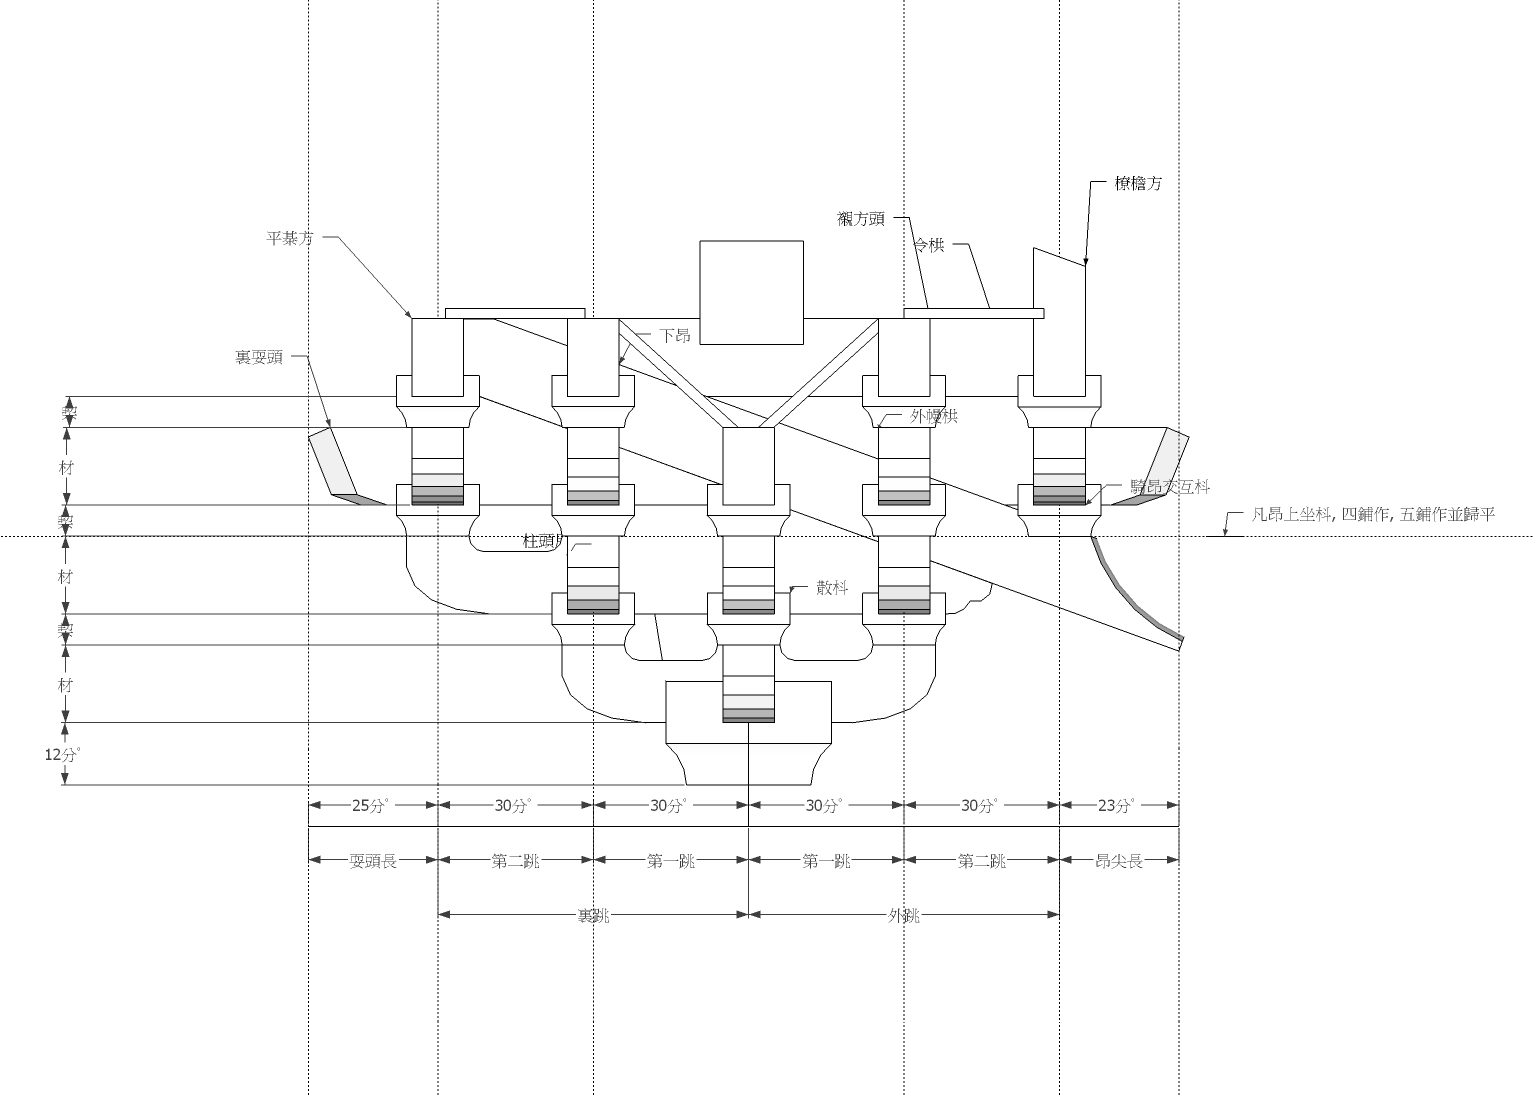 橑檐方
襯方頭
令栱
平棊方
下昂
裏耍頭
外幔栱
栔
材
騎昂交互枓
栔
凡昂上坐枓, 四鋪作, 五鋪作並歸平
柱頭
材
散枓
栔
材
12分°
25分°
30分°
30分°
30分°
30分°
23分°
耍頭長
第二跳
第一跳
第一跳
第二跳
昂尖長
裏跳
外跳